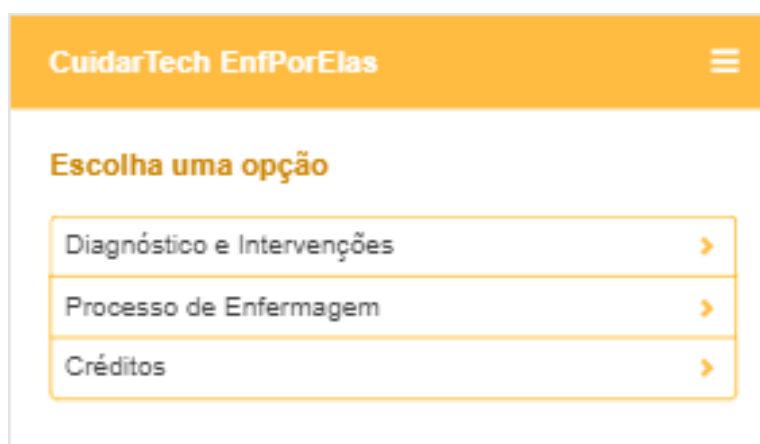 CuidarTech EnfPorElas
Escolha uma opção
Diagnóstico e Intervenções
Processo de Enfermagem
Créditos